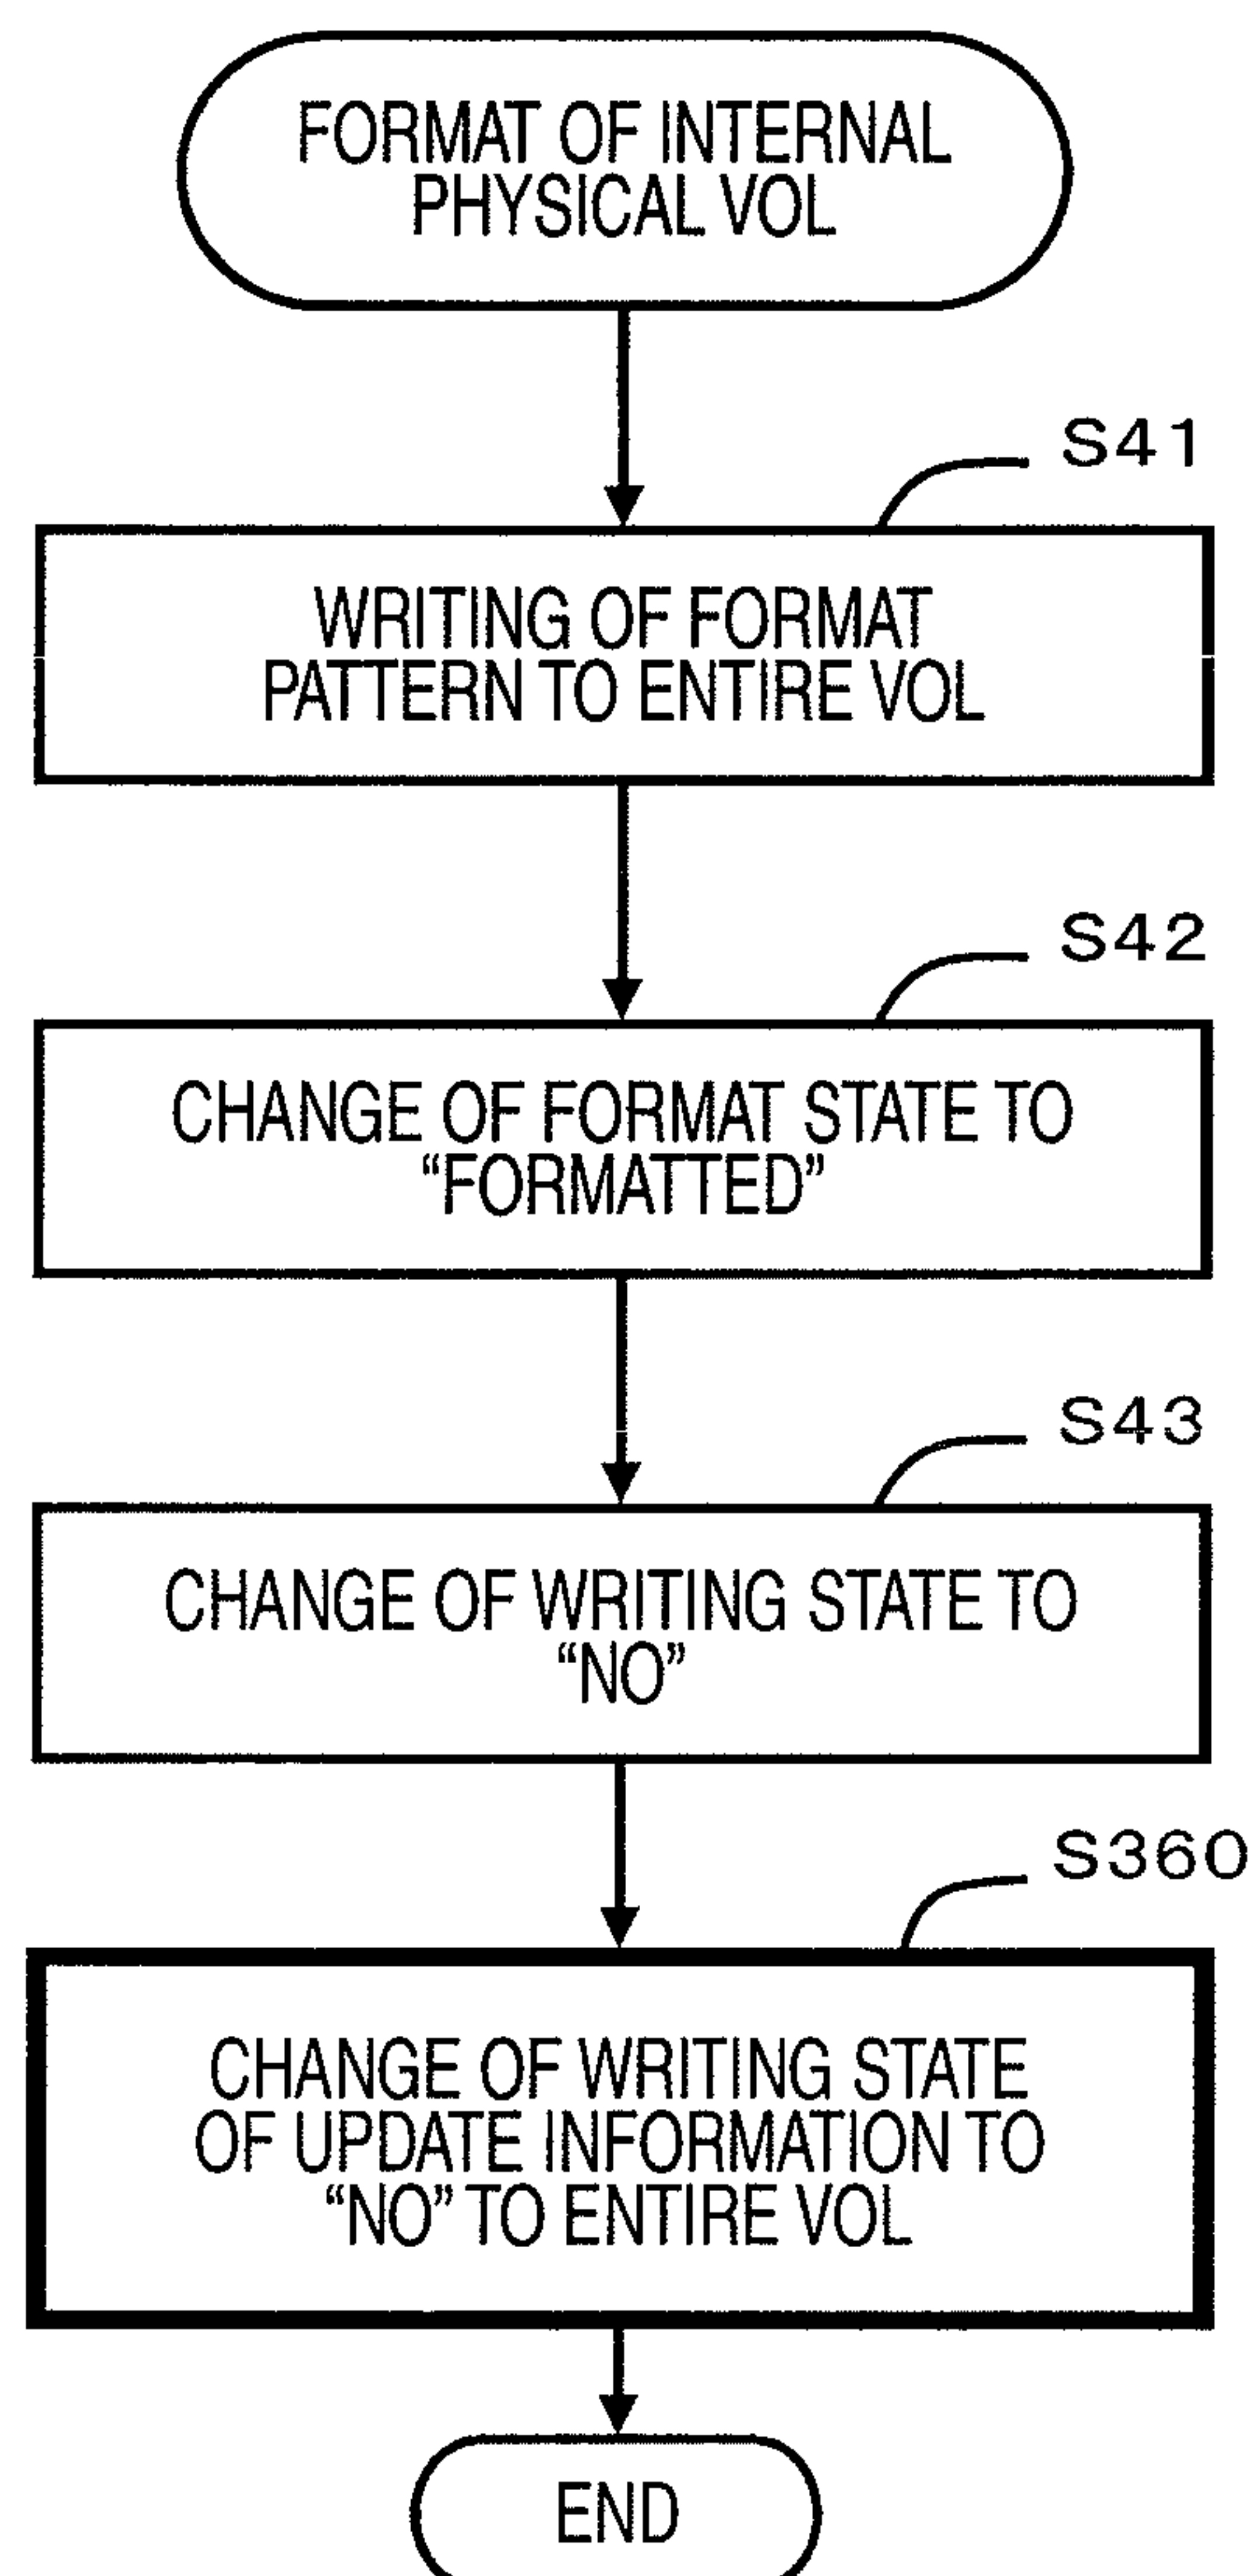 FORMAT OF INTERNAL
PHYSICAL VOL
S41
WRITING OF FORMAT
PATTERN TO ENTIRE VOL
S42
CHANGE OF FORMAT STATE TO
“FORMATTED”
S43
CHANGE OF WRITING STATE TO
“NO”
S360
CHANGE OF WRITING STATE
OF UPDATE INFORMATION TO
“NO” TO ENTIRE VOL
END